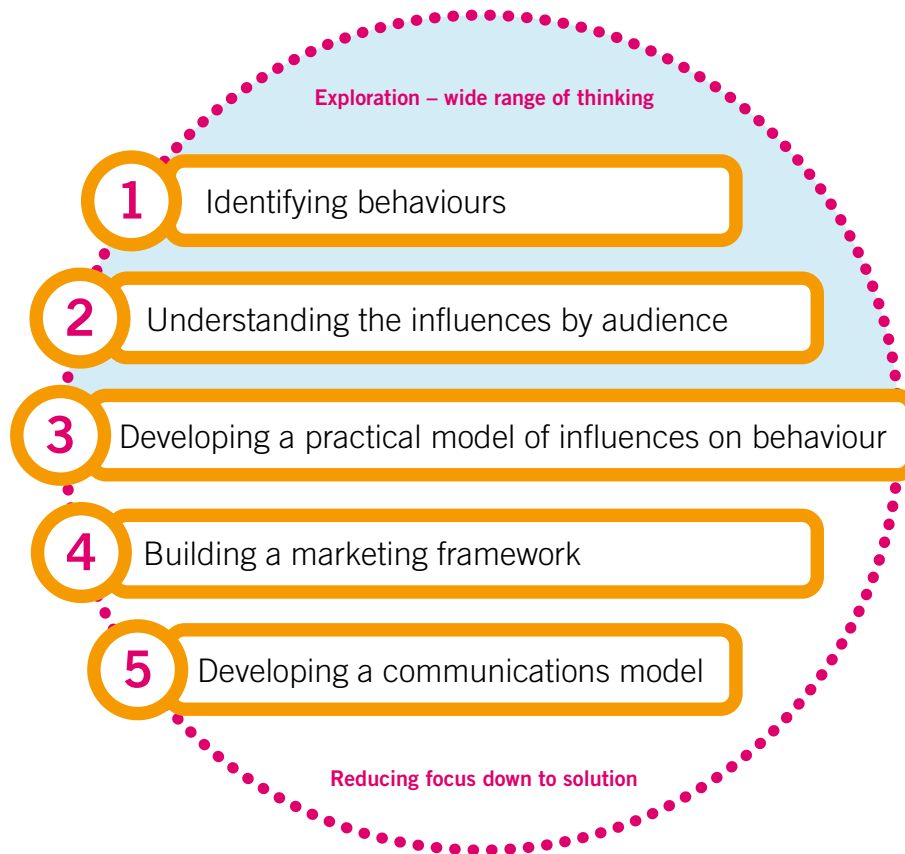 Exploration – wide range of thinking
1 Identifying behaviours
2 Understanding the influences by audience
3 Developing a practical model of influences on behaviour
4 Building a marketing framework
5 Developing a communications model
Reducing focus down to solution